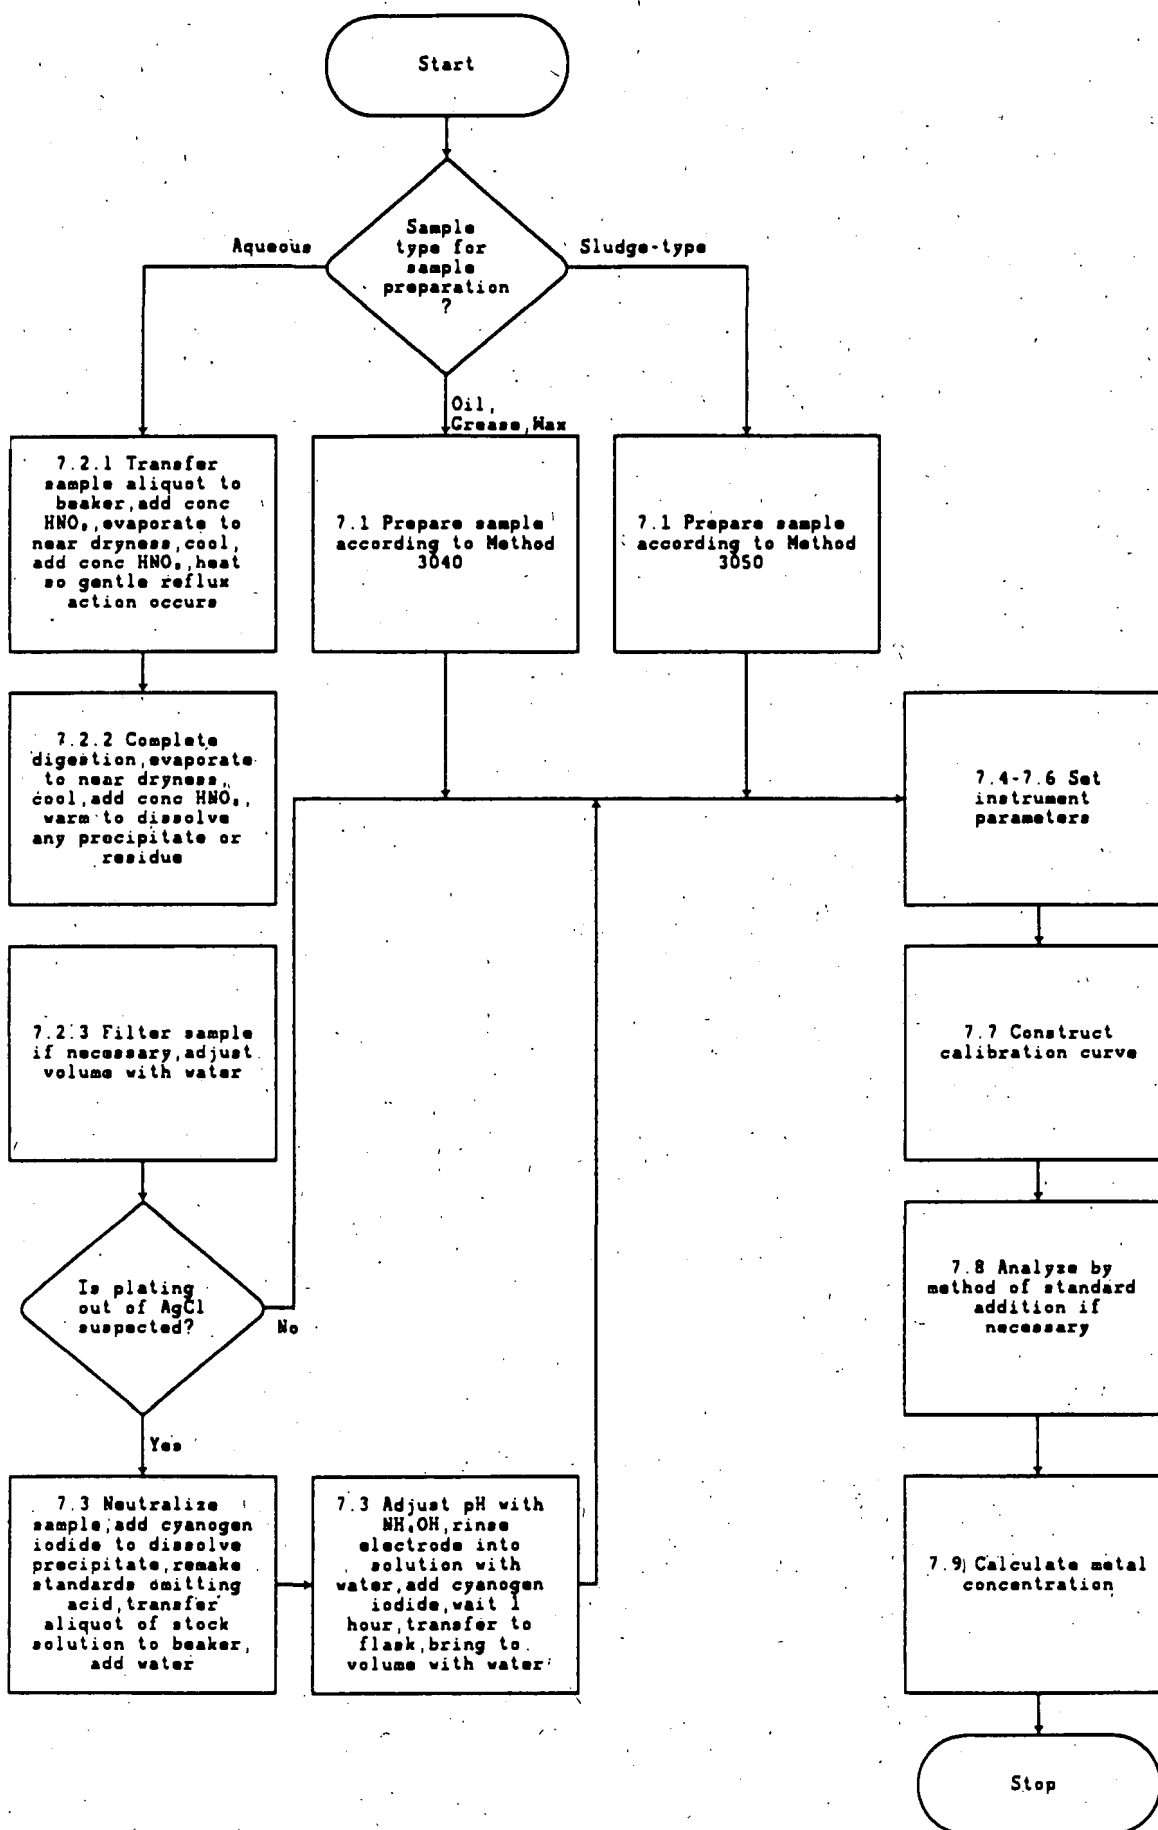 Start
Sample
type for
sample
preparation
?
Aqueous
Sludge-type
Oil,
Grease,Wax
7.2.1 Transfer
sample aliquot to
beaker,add conc
HNO₃,evaporate to
near dryness,cool,
add conc HNO₃,heat
so gentle reflux
action occurs
7.1 Prepare sample
according to Method
3040
7.1 Prepare sample
according to Method
3050
7.2.2 Complete
digestion,evaporate
to near dryness,
cool,add conc HNO₃,
warm to dissolve
any precipitate or
residue
7.4-7.6 Set
instrument
parameters
7.2.3 Filter sample
if necessary,adjust
volume with water
7.7 Construct
calibration curve
Is plating
out of AgCl
suspected?
No
Yes
7.8 Analyze by
method of standard
addition if
necessary
7.3 Neutralize
sample,add cyanogen
iodide to dissolve
precipitate,remake
standards omitting
acid,transfer
aliquot of stock
solution to beaker,
add water
7.3 Adjust pH with
NH₄OH,rinse
electrode into
solution with
water,add cyanogen
iodide,wait 1
hour,transfer to
flask,bring to
volume with water
7.9 Calculate metal
concentration
Stop